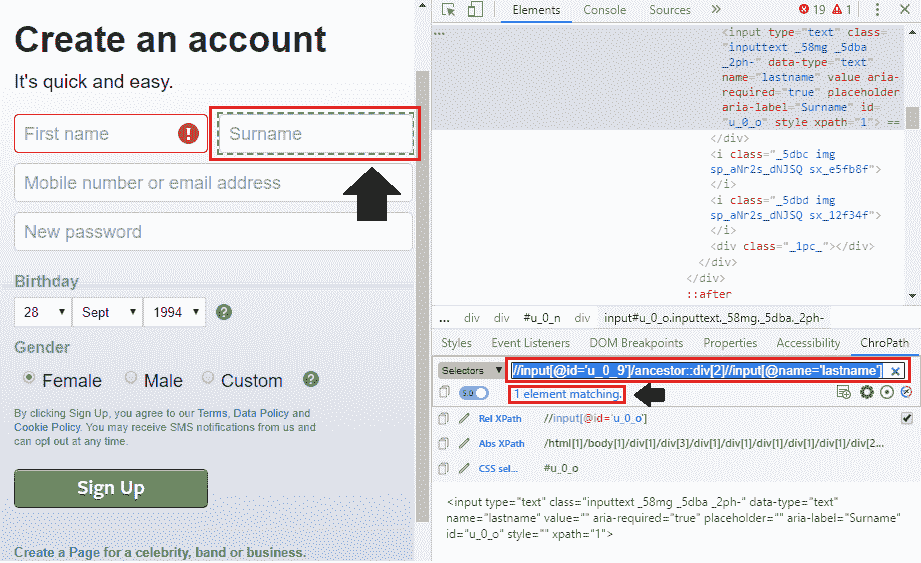 Create an account
It's quick and easy.
First name
Surname
Mobile number or email address
New password
Birthday
28 Sept 1994
Gender
Female Male Custom
By clicking Sign Up, you agree to our Terms, Data Policy and
Cookie Policy. You may receive SMS notifications from us and
can opt out at any time.
Sign Up
Create a Page for a celebrity, band or business.
Elements Console Sources » 19 1
...
<input type="text" class=
"inputtext _58mg _5dba
_2ph-" data-type="text"
name="lastname" value aria-
required="true" placeholder
aria-label="Surname" id=
"u_0_o" style xpath="1"> ==
</div>
<i class="_5dbc img
sp_aNr2s_dNJSQ sx_e5fb8f">
</i>
<i class="_5dbd img
sp_aNr2s_dNJSQ sx_12f34f">
</i>
<div class="_1pc_"></div>
</div>
</div>
::after
... div div #u_0_n div input#u_0_o.inputtext._58mg._5dba._2ph-
Styles Event Listeners DOM Breakpoints Properties Accessibility ChroPath
Selectors //input[@id='u_0_9']/ancestor::div[2]//input[@name='lastname']
1 element matching.
Rel XPath //input[@id='u_0_o']
Abs XPath /html[1]/body[1]/div[1]/div[3]/div[1]/div[1]/div[1]/div[1]/div[1]/div[2...
CSS sel... #u_0_o
<input type="text" class="inputtext _58mg _5dba _2ph-" data-type="text"
name="lastname" value="" aria-required="true" placeholder="" aria-label="Surname"
id="u_0_o" style="" xpath="1">